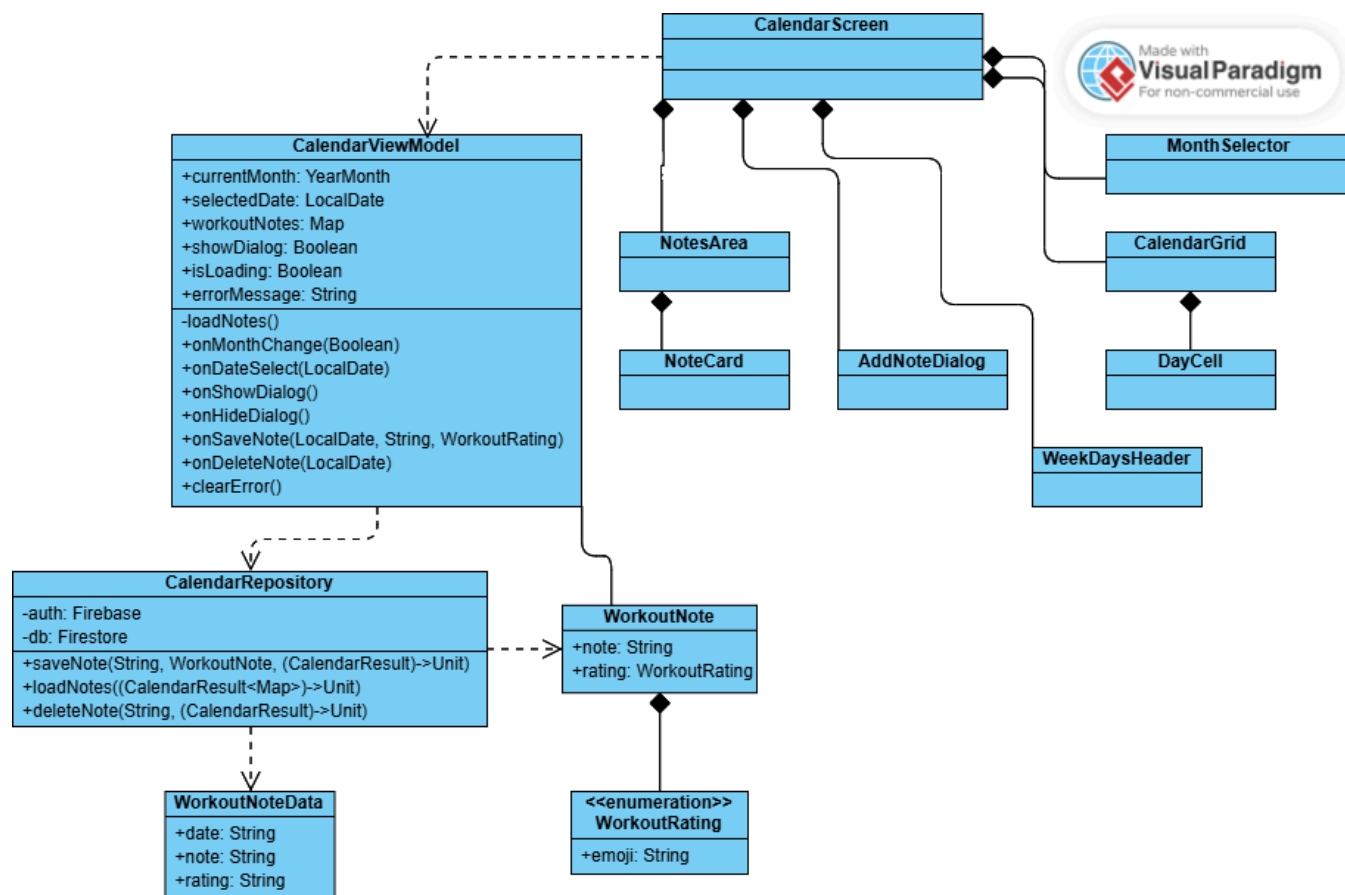 CalendarScreen
Made with
Visual Paradigm
For non-commercial use
CalendarViewModel
+currentMonth: YearMonth
+selectedDate: LocalDate
+workoutNotes: Map
+showDialog: Boolean
+isLoading: Boolean
+errorMessage: String
-loadNotes()
+onMonthChange(Boolean)
+onDateSelect(LocalDate)
+onShowDialog()
+onHideDialog()
+onSaveNote(LocalDate, String, WorkoutRating)
+onDeleteNote(LocalDate)
+clearError()
MonthSelector
NotesArea
CalendarGrid
NoteCard
AddNoteDialog
DayCell
WeekDaysHeader
CalendarRepository
-auth: Firebase
-db: Firestore
+saveNote(String, WorkoutNote, (CalendarResult)->Unit)
+loadNotes((CalendarResult<Map>)->Unit)
+deleteNote(String, (CalendarResult)->Unit)
WorkoutNote
+note: String
+rating: WorkoutRating
WorkoutNoteData
+date: String
+note: String
+rating: String
<<enumeration>>
WorkoutRating
+emoji: String